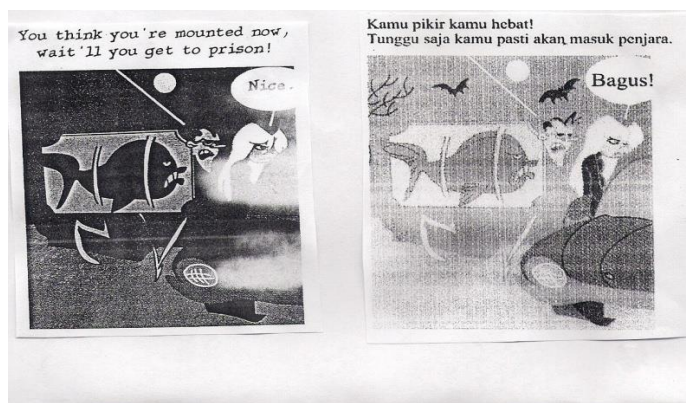 You think you're mounted now,
wait'll you get to prison!
Nice.
Kamu pikir kamu hebat!
Tunggu saja kamu pasti akan masuk penjara.
Bagus!